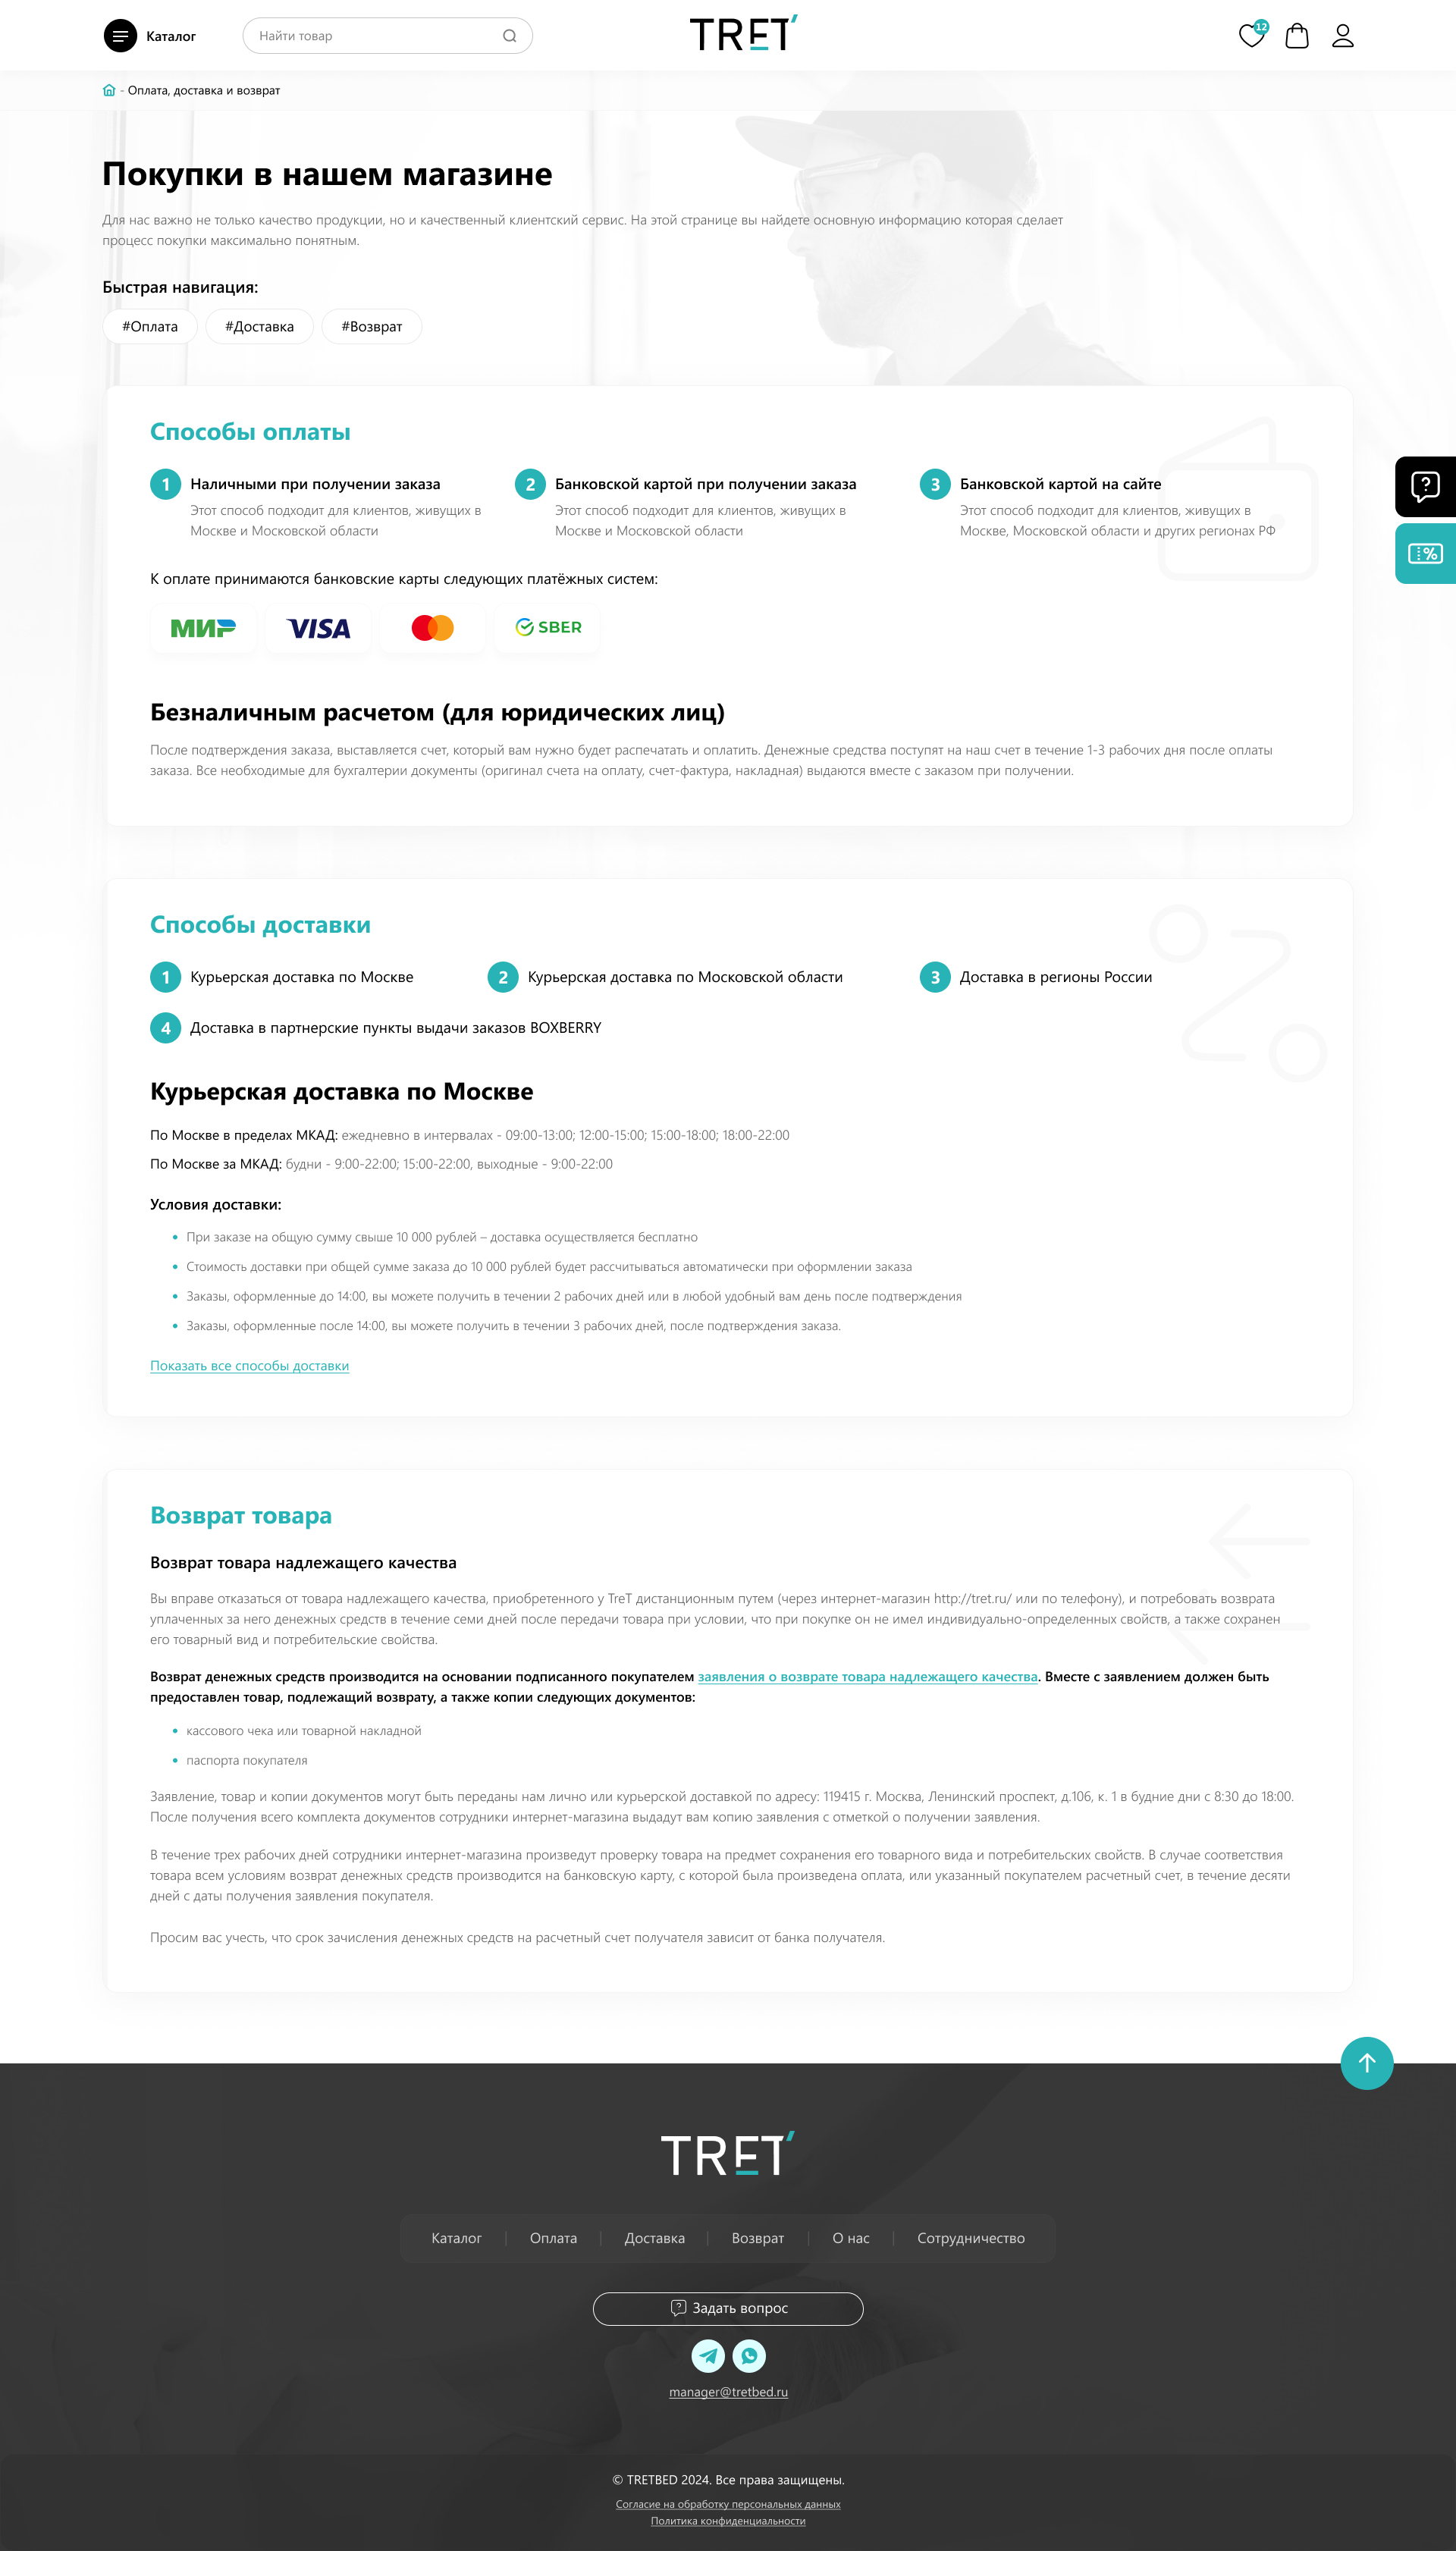 Каталог
Найти товар
TRET'
12
- Оплата, доставка и возврат
Покупки в нашем магазине
Для нас важно не только качество продукции, но и качественный клиентский сервис. На этой странице вы найдете основную информацию которая сделает
процесс покупки максимально понятным.
Быстрая навигация:
#Оплата #Доставка #Возврат
Способы оплаты
1 Наличными при получении заказа
Этот способ подходит для клиентов, живущих в
Москве и Московской области
2 Банковской картой при получении заказа
Этот способ подходит для клиентов, живущих в
Москве и Московской области
3 Банковской картой на сайте
Этот способ подходит для клиентов, живущих в
Москве, Московской области и других регионах РФ
К оплате принимаются банковские карты следующих платёжных систем:
МИР VISA SBER
Безналичным расчетом (для юридических лиц)
После подтверждения заказа, выставляется счет, который вам нужно будет распечатать и оплатить. Денежные средства поступят на наш счет в течение 1-3 рабочих дня после оплаты
заказа. Все необходимые для бухгалтерии документы (оригинал счета на оплату, счет-фактура, накладная) выдаются вместе с заказом при получении.
Способы доставки
1 Курьерская доставка по Москве
2 Курьерская доставка по Московской области
3 Доставка в регионы России
4 Доставка в партнерские пункты выдачи заказов BOXBERRY
Курьерская доставка по Москве
По Москве в пределах МКАД: ежедневно в интервалах - 09:00-13:00; 12:00-15:00; 15:00-18:00; 18:00-22:00
По Москве за МКАД: будни - 9:00-22:00; 15:00-22:00, выходные - 9:00-22:00
Условия доставки:
При заказе на общую сумму свыше 10 000 рублей – доставка осуществляется бесплатно
Стоимость доставки при общей сумме заказа до 10 000 рублей будет рассчитываться автоматически при оформлении заказа
Заказы, оформленные до 14:00, вы можете получить в течении 2 рабочих дней или в любой удобный вам день после подтверждения
Заказы, оформленные после 14:00, вы можете получить в течении 3 рабочих дней, после подтверждения заказа.
Показать все способы доставки
Возврат товара
Возврат товара надлежащего качества
Вы вправе отказаться от товара надлежащего качества, приобретенного у TreT дистанционным путем (через интернет-магазин http://tret.ru/ или по телефону), и потребовать возврата
уплаченных за него денежных средств в течение семи дней после передачи товара при условии, что при покупке он не имел индивидуально-определенных свойств, а также сохранен
его товарный вид и потребительские свойства.
Возврат денежных средств производится на основании подписанного покупателем заявления о возврате товара надлежащего качества. Вместе с заявлением должен быть
предоставлен товар, подлежащий возврату, а также копии следующих документов:
кассового чека или товарной накладной
паспорта покупателя
Заявление, товар и копии документов могут быть переданы нам лично или курьерской доставкой по адресу: 119415 г. Москва, Ленинский проспект, д.106, к. 1 в будние дни с 8:30 до 18:00.
После получения всего комплекта документов сотрудники интернет-магазина выдадут вам копию заявления с отметкой о получении заявления.
В течение трех рабочих дней сотрудники интернет-магазина произведут проверку товара на предмет сохранения его товарного вида и потребительских свойств. В случае соответствия
товара всем условиям возврат денежных средств производится на банковскую карту, с которой была произведена оплата, или указанный покупателем расчетный счет, в течение десяти
дней с даты получения заявления покупателя.
Просим вас учесть, что срок зачисления денежных средств на расчетный счет получателя зависит от банка получателя.
TRET'
Каталог | Оплата | Доставка | Возврат | О нас | Сотрудничество
Задать вопрос
manager@tretbed.ru
© TRETBED 2024. Все права защищены.
Согласие на обработку персональных данных
Политика конфиденциальности